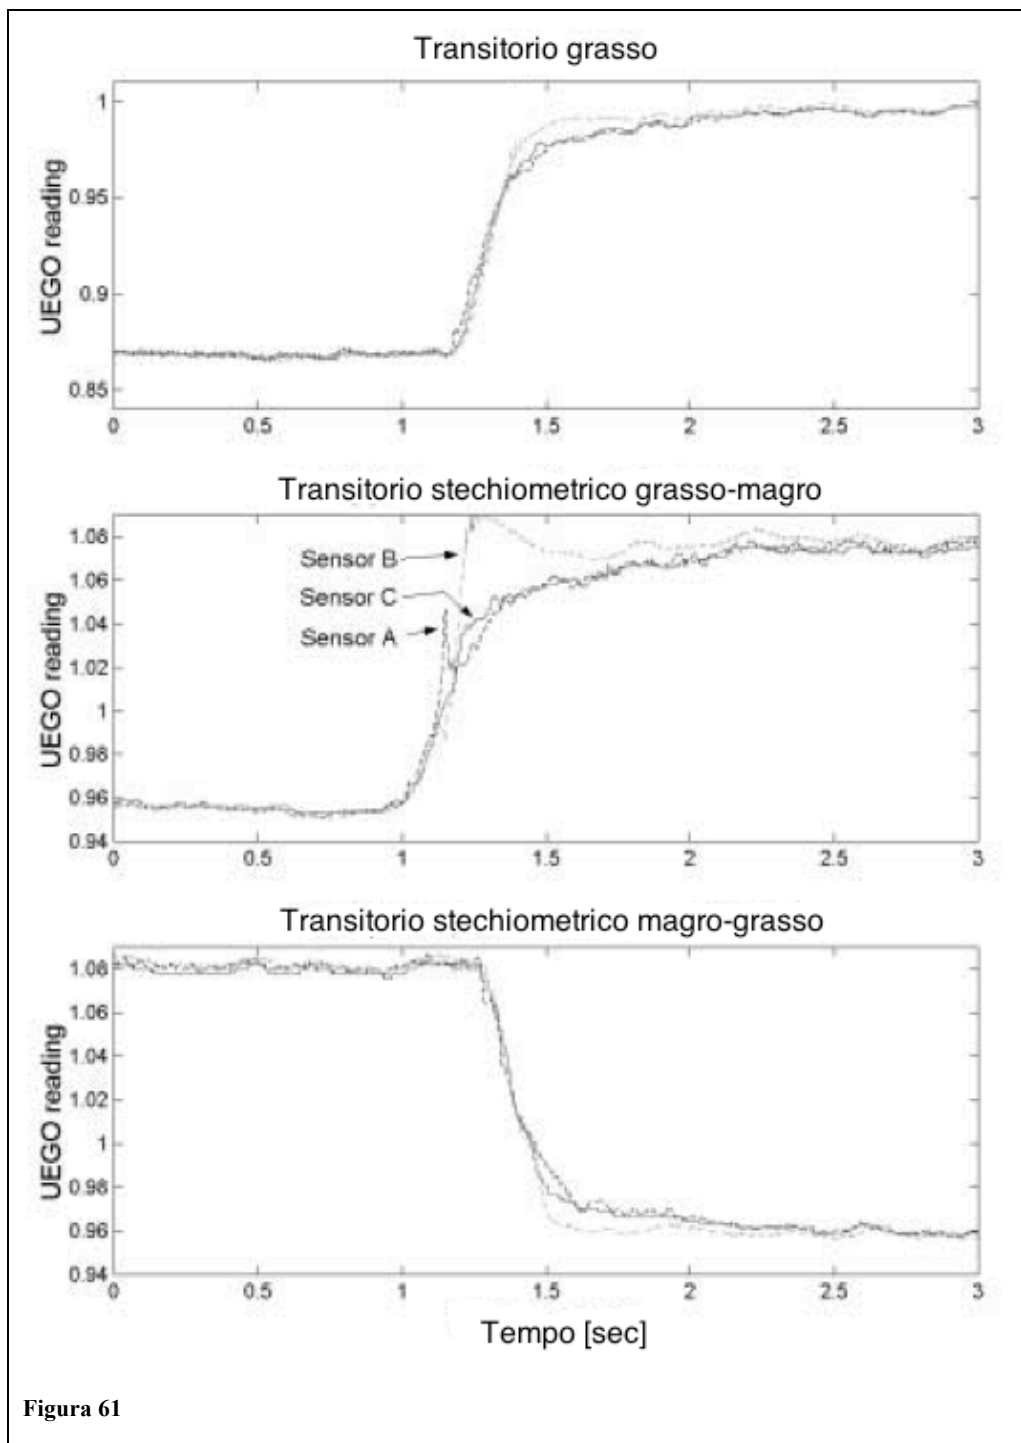 Transitorio grasso
UEGO reading
1
0.95
0.9
0.85
0 0.5 1 1.5 2 2.5 3
Transitorio stechiometrico grasso-magro
UEGO reading
1.08
1.06
1.04
1.02
1
0.98
0.96
0.94
Sensor B
Sensor C
Sensor A
0 0.5 1 1.5 2 2.5 3
Transitorio stechiometrico magro-grasso
UEGO reading
1.08
1.06
1.04
1.02
1
0.98
0.96
0.94
0 0.5 1 1.5 2 2.5 3
Tempo [sec]
Figura 61